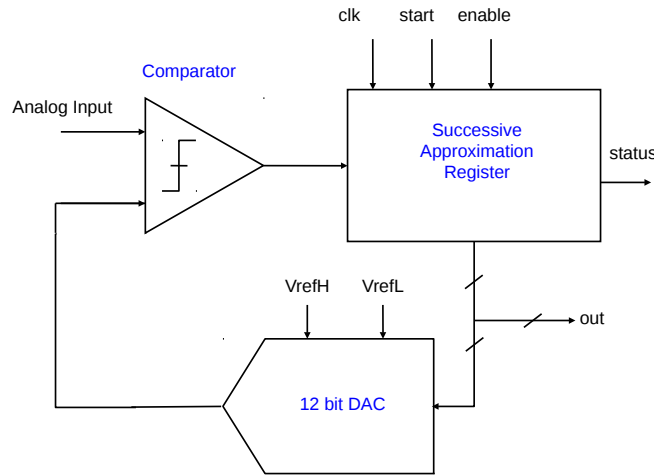 clk start enable
Comparator
Analog Input
Successive
Approximation
Register
status
VrefH VrefL
out
12 bit DAC